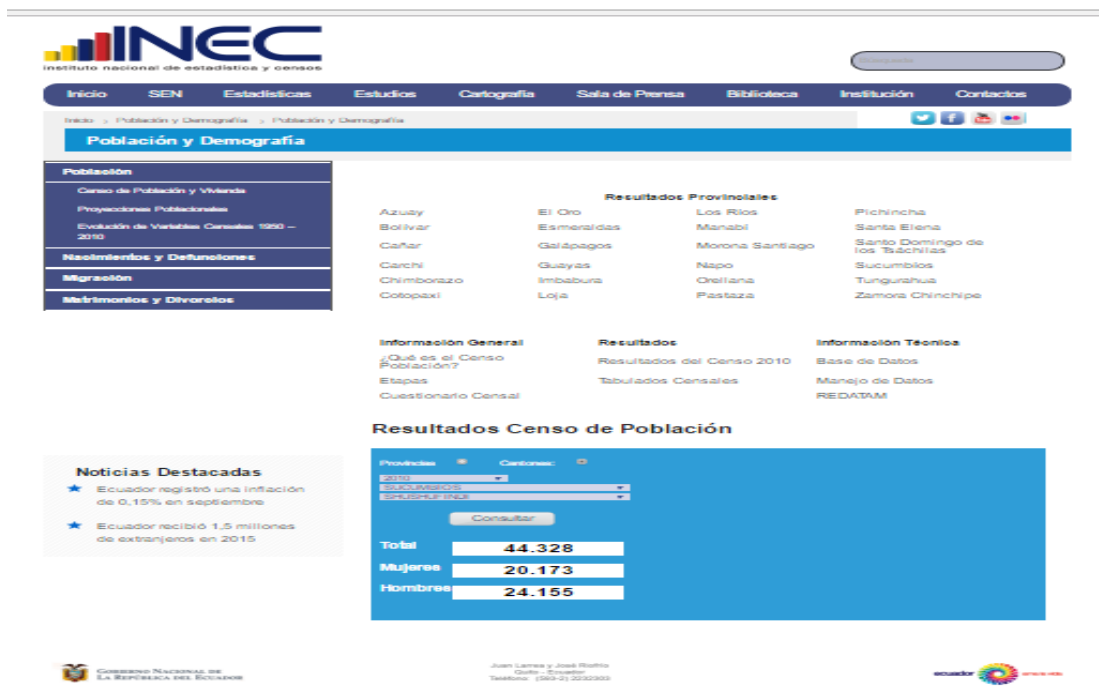 INEC
instituto nacional de estadística y censos
Búsqueda
Inicio SEN Estadísticas Estudios Cartografía Sala de Prensa Biblioteca Institución Contactos
Inicio > Población y Demografía > Población y Demografía
Población y Demografía
Población
Censo de Población y Vivienda
Proyecciones Poblacionales
Evolución de Variables Censales 1950 –
2010
Nacimientos y Defunciones
Migración
Matrimonios y Divorcios
Resultados Provinciales
Azuay El Oro Los Ríos Pichincha
Bolívar Esmeraldas Manabí Santa Elena
Cañar Galápagos Morona Santiago Santo Domingo de
los Tsáchilas
Carchi Guayas Napo Sucumbíos
Chimborazo Imbabura Orellana Tungurahua
Cotopaxi Loja Pastaza Zamora Chinchipe
Información General Resultados Información Técnica
¿Qué es el Censo
Población? Resultados del Censo 2010 Base de Datos
Etapas Tabulados Censales Manejo de Datos
Cuestionario Censal REDATAM
Resultados Censo de Población
Provincias Cantones:
2010
SUCUMBIOS
SHUSHUFINDI
Consultar
Total 44.328
Mujeres 20.173
Hombres 24.155
Noticias Destacadas
Ecuador registró una inflación
de 0,15% en septiembre
Ecuador recibió 1,5 millones
de extranjeros en 2015
Gobierno Nacional de
La República del Ecuador
Juan Larrea y José Riofrío
Quito - Ecuador
Teléfono: (593-2) 2232303
ecuador